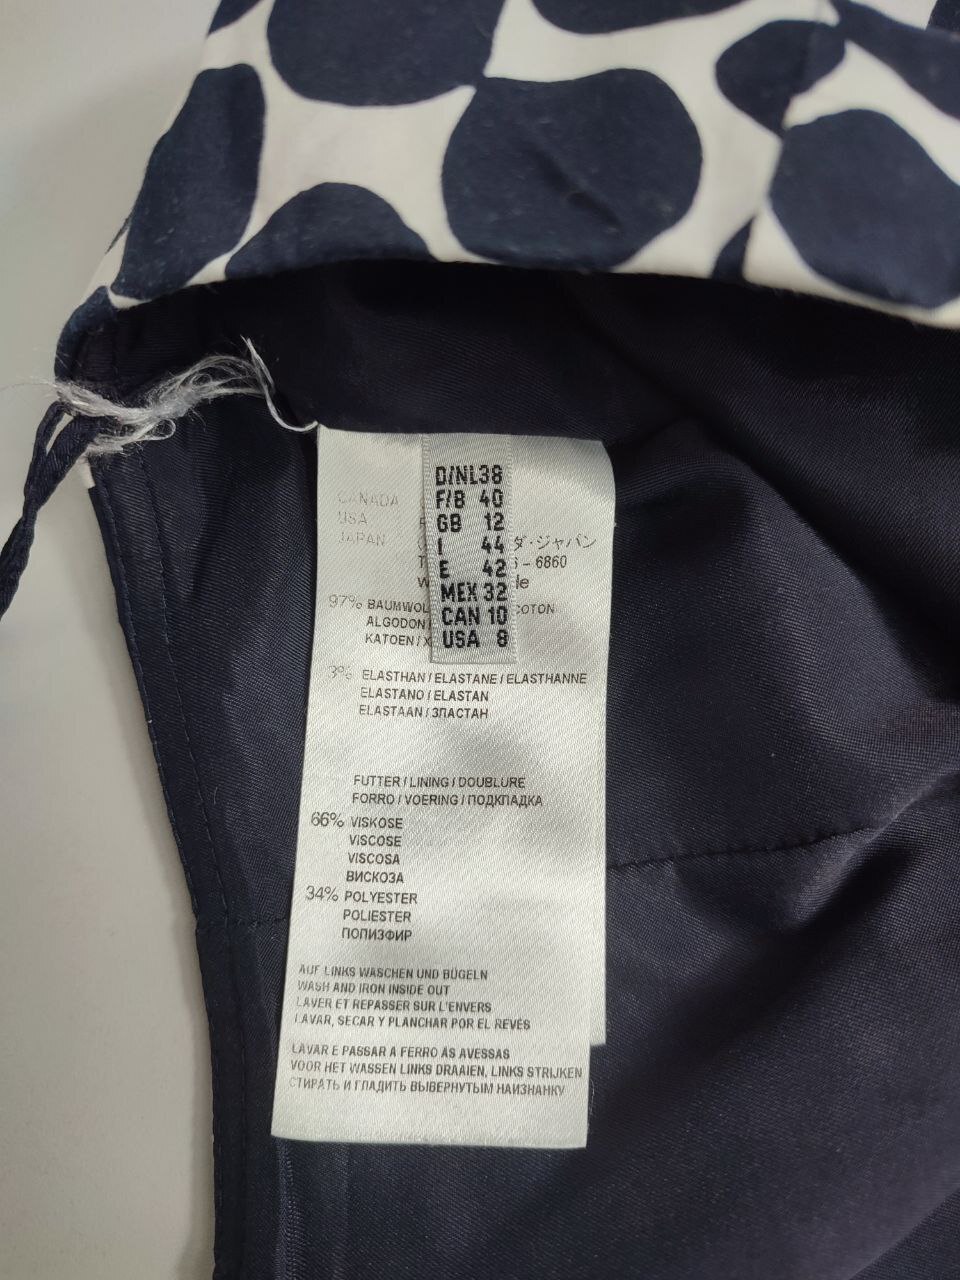 D/NL 38
F/B 40
GB 12
I 44
E 42
MEX 32
CAN 10
USA 8
CANADA
USA
JAPAN
ダ・ジャパン
– 6860
97% BAUMWOL
COTON
ALGODON
KATOEN/
3% ELASTHAN / ELASTANE / ELASTHANNE
ELASTANO / ELASTAN
ELASTAAN / ЭЛАСТАН
FUTTER / LINING / DOUBLURE
FORRO / VOERING / ПОДКЛАДКА
66% VISKOSE
VISCOSE
VISCOSA
ВИСКОЗА
34% POLYESTER
POLIESTER
ПОПИЗФИР
AUF LINKS WASCHEN UND BÜGELN
WASH AND IRON INSIDE OUT
LAVER ET REPASSER SUR L'ENVERS
LAVAR, SECAR Y PLANCHAR POR EL REVÉS
LAVAR E PASSAR A FERRO AS AVESSAS
VOOR HET WASSEN LINKS DRAAIEN, LINKS STRIJKEN
СТИРАТЬ И ГЛАДИТЬ ВЫВЕРНУТЫМ НАИЗНАНКУ